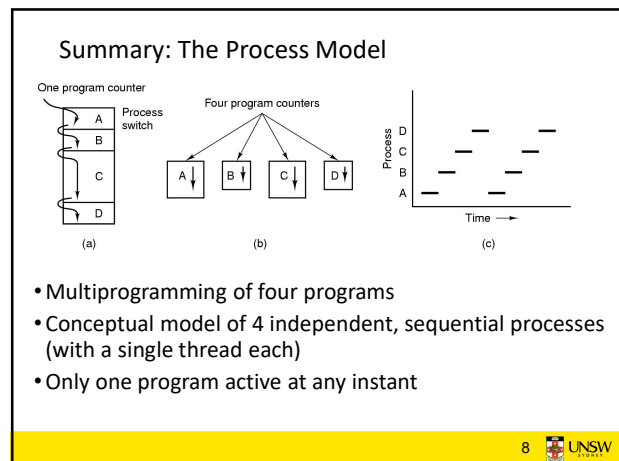 Summary: The Process Model
One program counter
Process
switch
A
B
C
D
(a)
Four program counters
A
B
C
D
(b)
Process
D
C
B
A
Time
(c)
• Multiprogramming of four programs
• Conceptual model of 4 independent, sequential processes
(with a single thread each)
• Only one program active at any instant
8
UNSW
SYDNEY